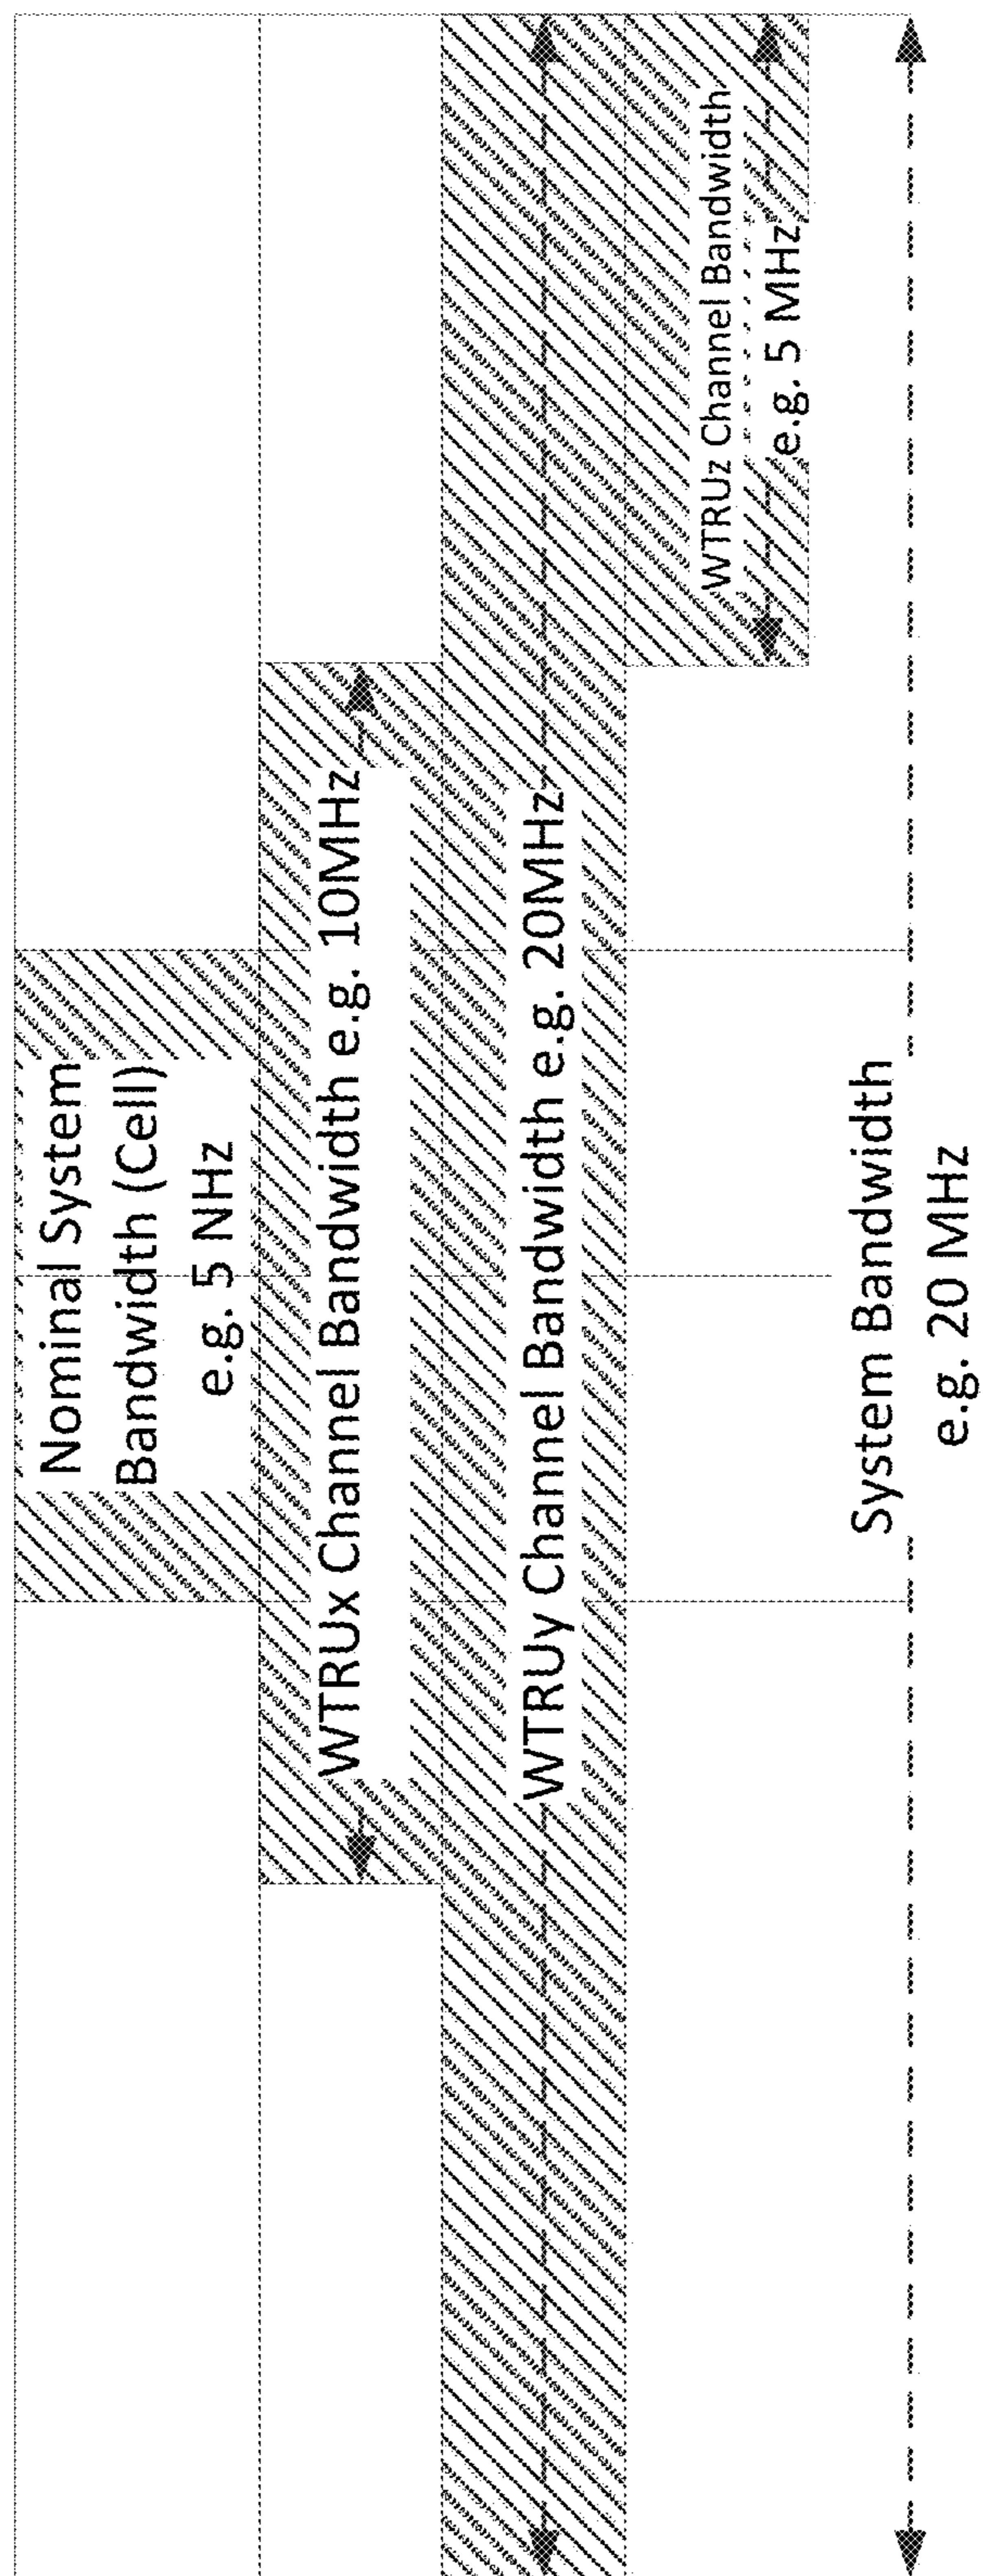 Nominal System
Bandwidth (Cell)
e.g. 5 NHz
WTRUx Channel Bandwidth e.g. 10MHz
WTRUy Channel Bandwidth e.g. 20MHz
WTRUz Channel Bandwidth
e.g. 5 MHz
System Bandwidth
e.g. 20 MHz